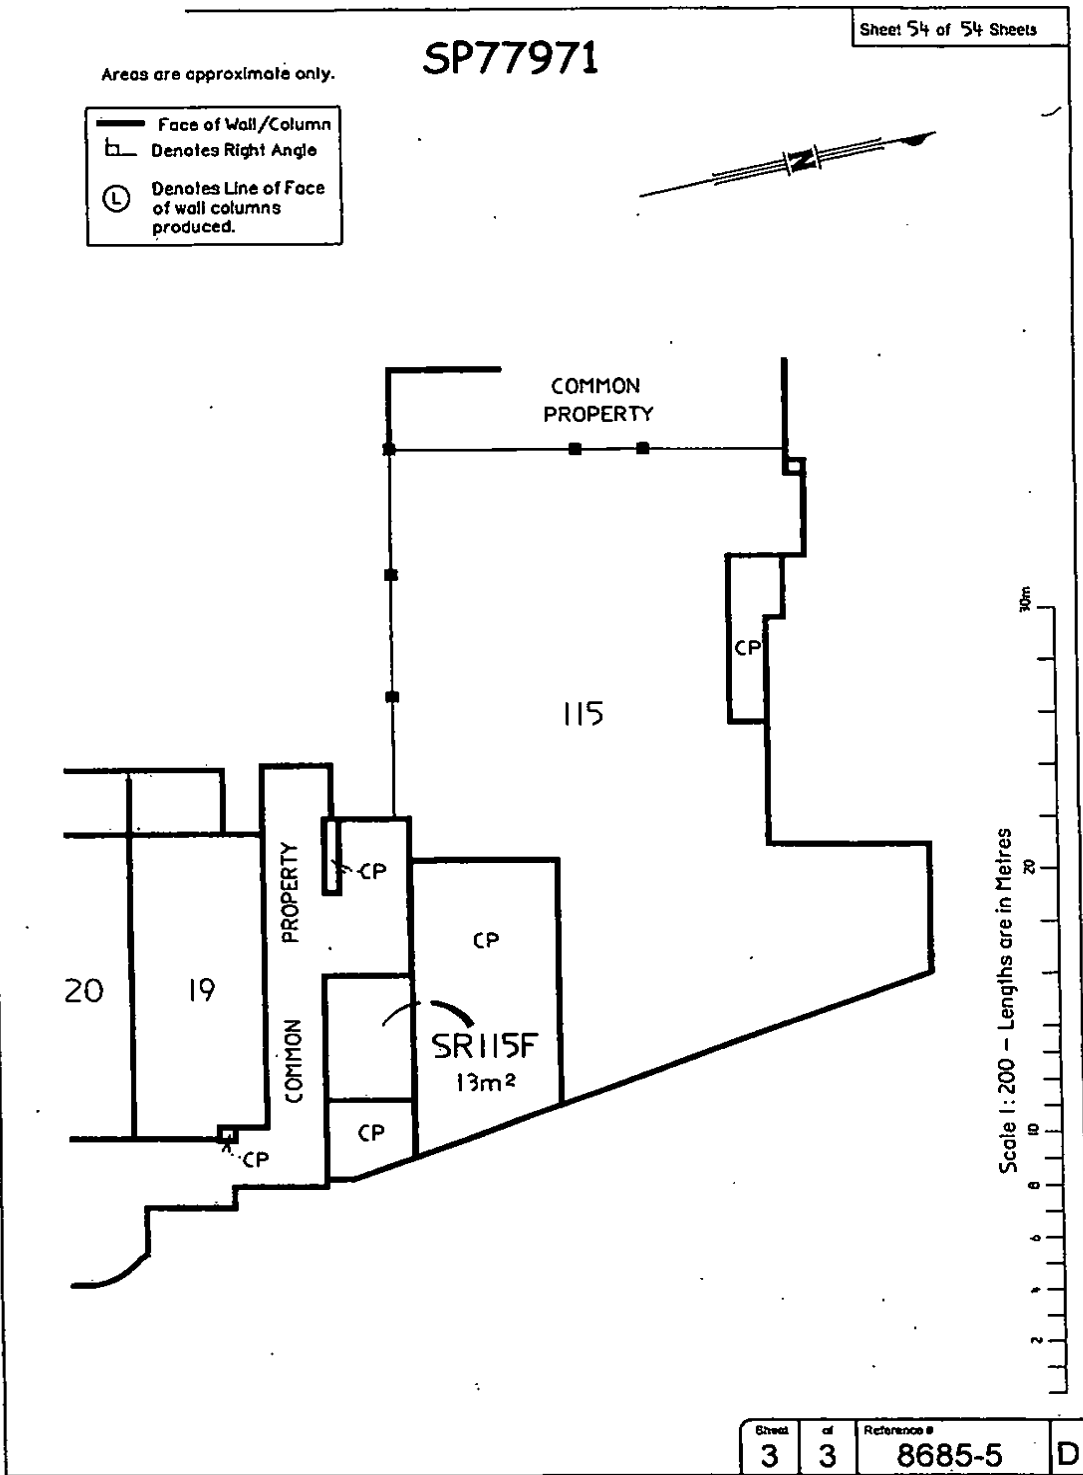 Sheet 54 of 54 Sheets
SP77971
Areas are approximate only.
Face of Wall/Column
Denotes Right Angle
L
Denotes Line of Face
of wall columns
produced.
N
COMMON
PROPERTY
CP
115
30m
20
10
8
6
4
2
Scale 1:200 – Lengths are in Metres
COMMON PROPERTY
CP
CP
20
19
SR115F
13m²
CP
CP
Sheet
3
of
3
Reference #
8685-5
D